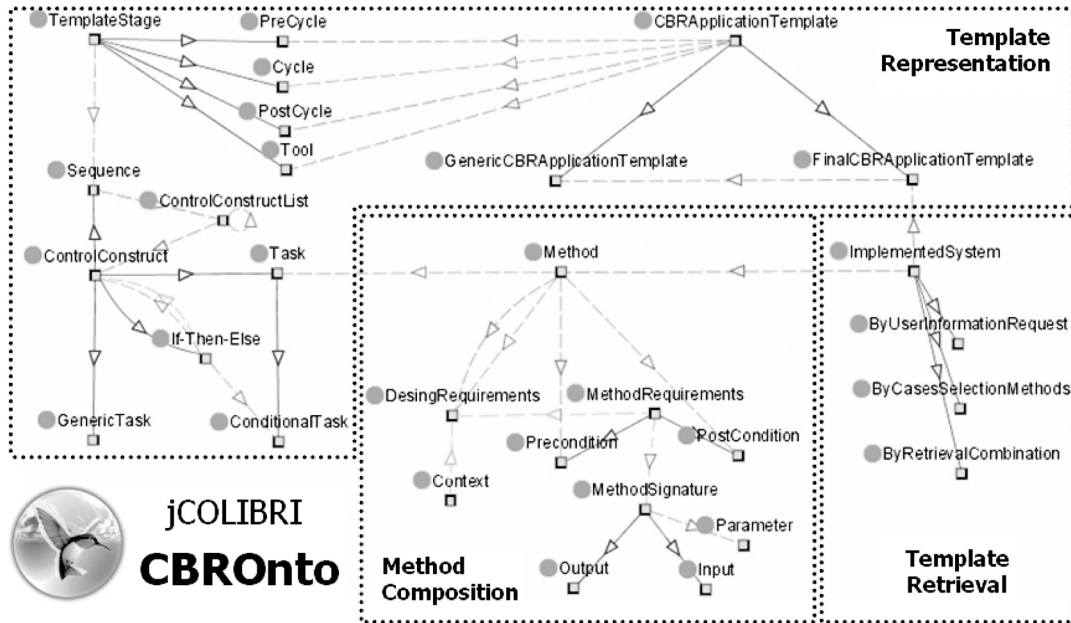 TemplateStage
PreCycle
CBRApplicationTemplate
Template
Representation
Cycle
PostCycle
Tool
GenericCBRApplicationTemplate
FinalCBRApplicationTemplate
Sequence
ControlConstructList
ControlConstruct
Task
Method
ImplementedSystem
If-Then-Else
ByUserInformationRequest
DesingRequirements
MethodRequirements
ByCasesSelectionMethods
GenericTask
ConditionalTask
Precondition
PostCondition
ByRetrievalCombination
Context
MethodSignature
jCOLIBRI
CBROnto
Parameter
Method
Composition
Output
Input
Template
Retrieval